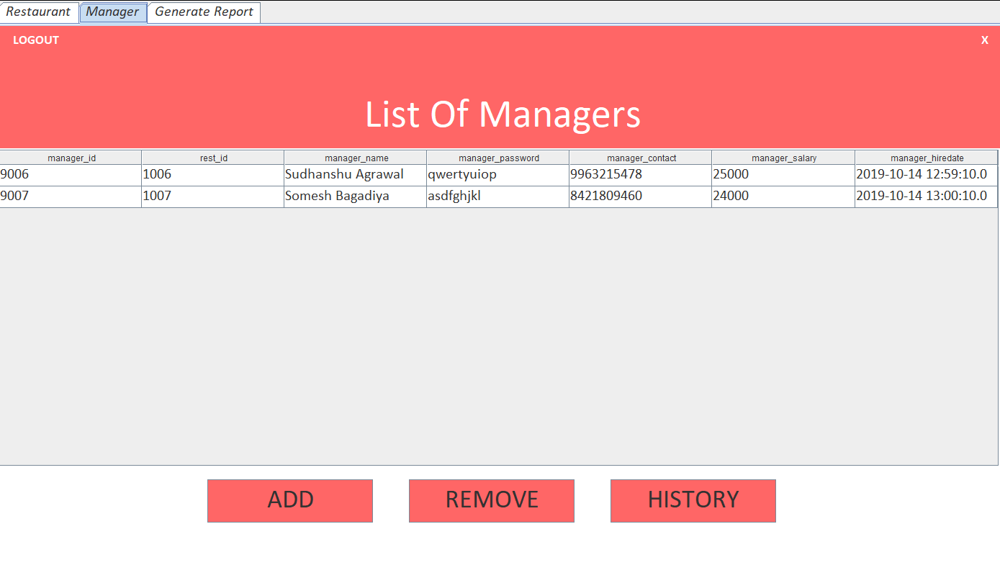 Restaurant Manager Generate Report
LOGOUT X
List Of Managers
manager_id rest_id manager_name manager_password manager_contact manager_salary manager_hiredate
9006 1006 Sudhanshu Agrawal qwertyuiop 9963215478 25000 2019-10-14 12:59:10.0
9007 1007 Somesh Bagadiya asdfghjkl 8421809460 24000 2019-10-14 13:00:10.0
ADD REMOVE HISTORY